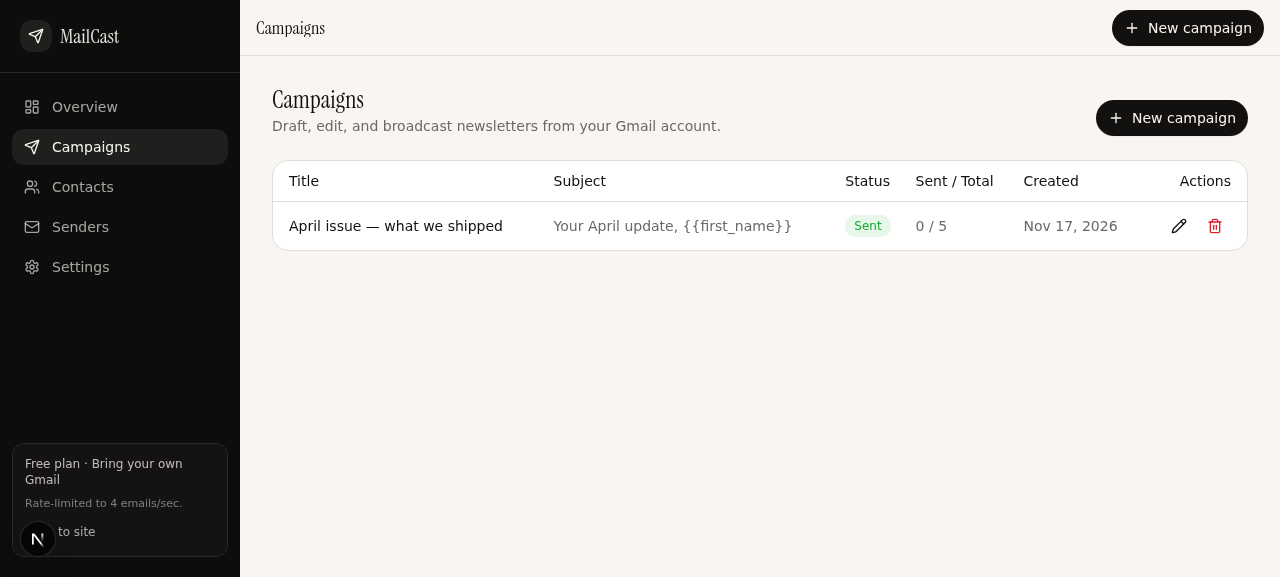 MailCast
Overview
Campaigns
Contacts
Senders
Settings
Free plan · Bring your own
Gmail
Rate-limited to 4 emails/sec.
to site
Campaigns
New campaign
Campaigns
Draft, edit, and broadcast newsletters from your Gmail account.
New campaign
Title Subject Status Sent / Total Created Actions
April issue — what we shipped Your April update, {{first_name}} Sent 0 / 5 Nov 17, 2026